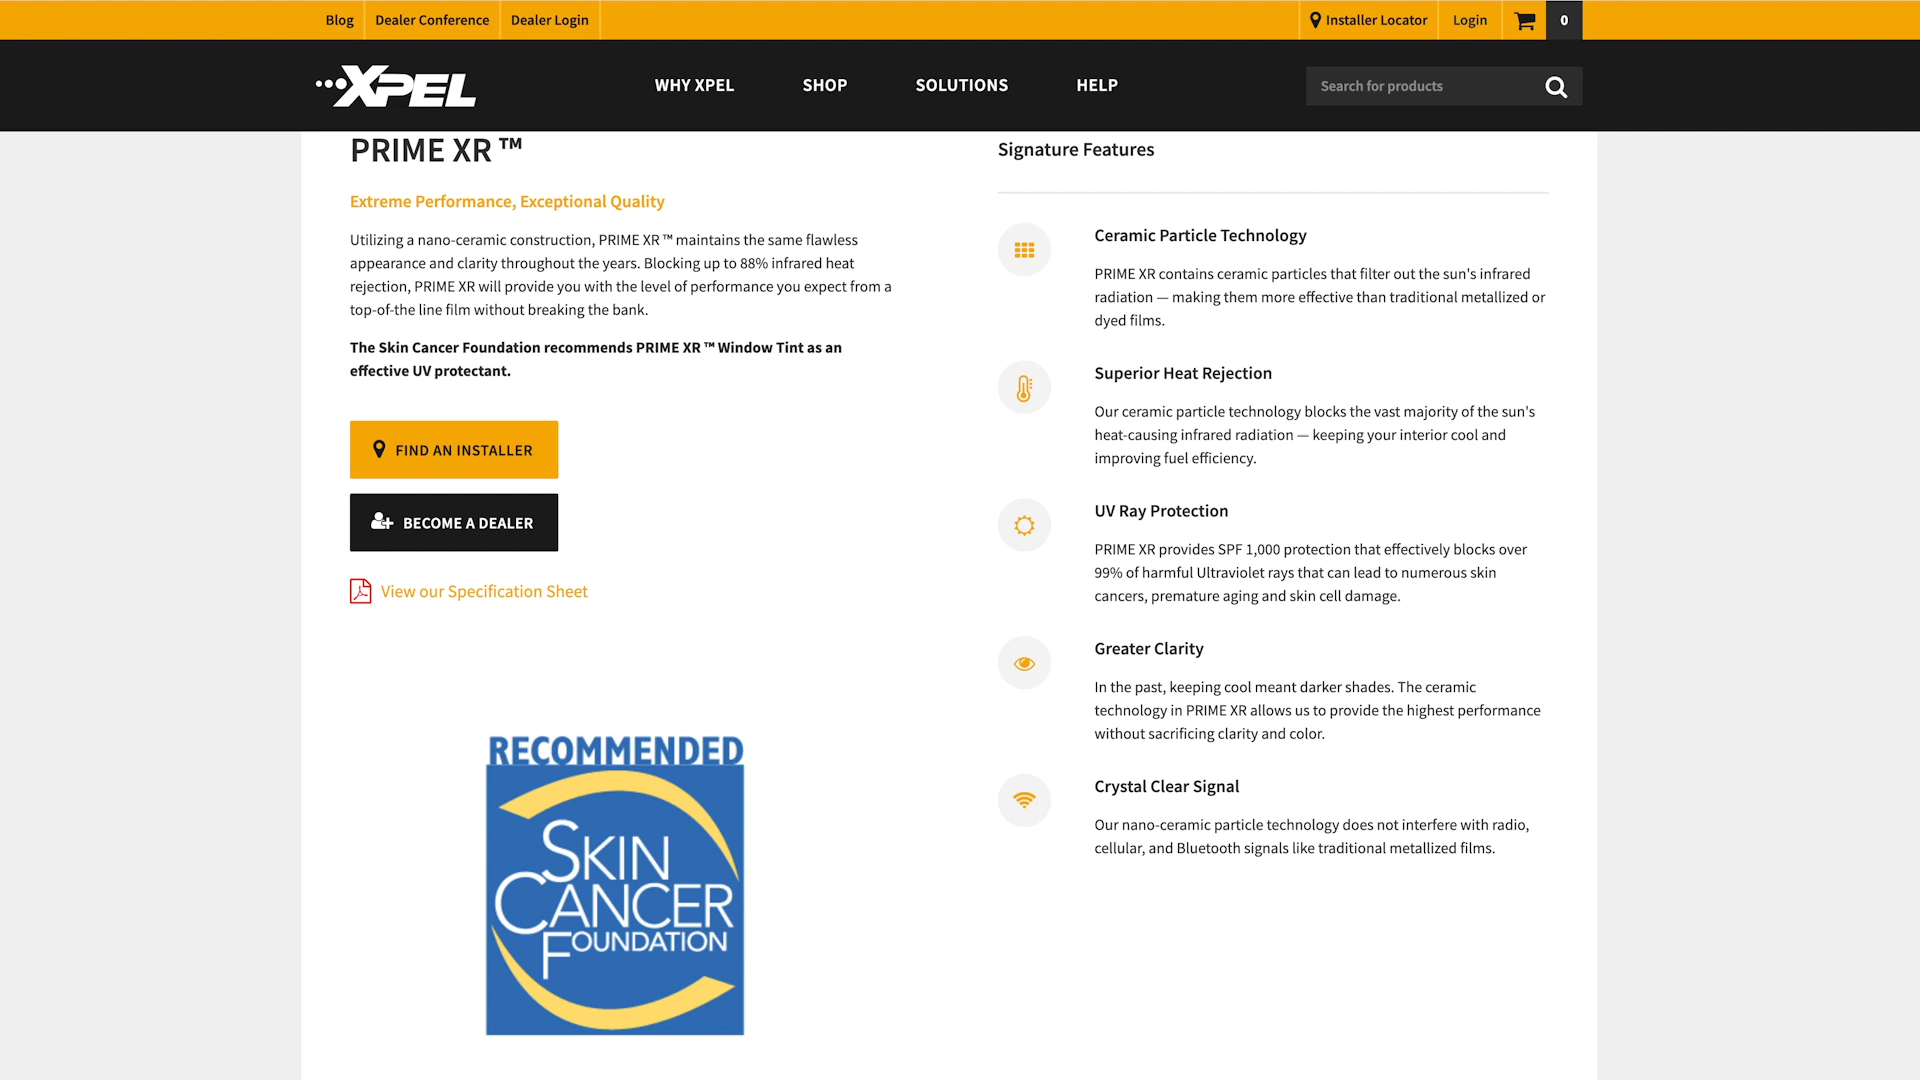 Blog
Dealer Conference
Dealer Login
Installer Locator
Login
0
XPEL
WHY XPEL
SHOP
SOLUTIONS
HELP
Search for products
PRIME XR ™
Extreme Performance, Exceptional Quality
Utilizing a nano-ceramic construction, PRIME XR ™ maintains the same flawless
appearance and clarity throughout the years. Blocking up to 88% infrared heat
rejection, PRIME XR will provide you with the level of performance you expect from a
top-of-the line film without breaking the bank.
The Skin Cancer Foundation recommends PRIME XR ™ Window Tint as an
effective UV protectant.
FIND AN INSTALLER
BECOME A DEALER
View our Specification Sheet
RECOMMENDED
SKIN
CANCER
FOUNDATION
Signature Features
Ceramic Particle Technology
PRIME XR contains ceramic particles that filter out the sun's infrared
radiation — making them more effective than traditional metallized or
dyed films.
Superior Heat Rejection
Our ceramic particle technology blocks the vast majority of the sun's
heat-causing infrared radiation — keeping your interior cool and
improving fuel efficiency.
UV Ray Protection
PRIME XR provides SPF 1,000 protection that effectively blocks over
99% of harmful Ultraviolet rays that can lead to numerous skin
cancers, premature aging and skin cell damage.
Greater Clarity
In the past, keeping cool meant darker shades. The ceramic
technology in PRIME XR allows us to provide the highest performance
without sacrificing clarity and color.
Crystal Clear Signal
Our nano-ceramic particle technology does not interfere with radio,
cellular, and Bluetooth signals like traditional metallized films.